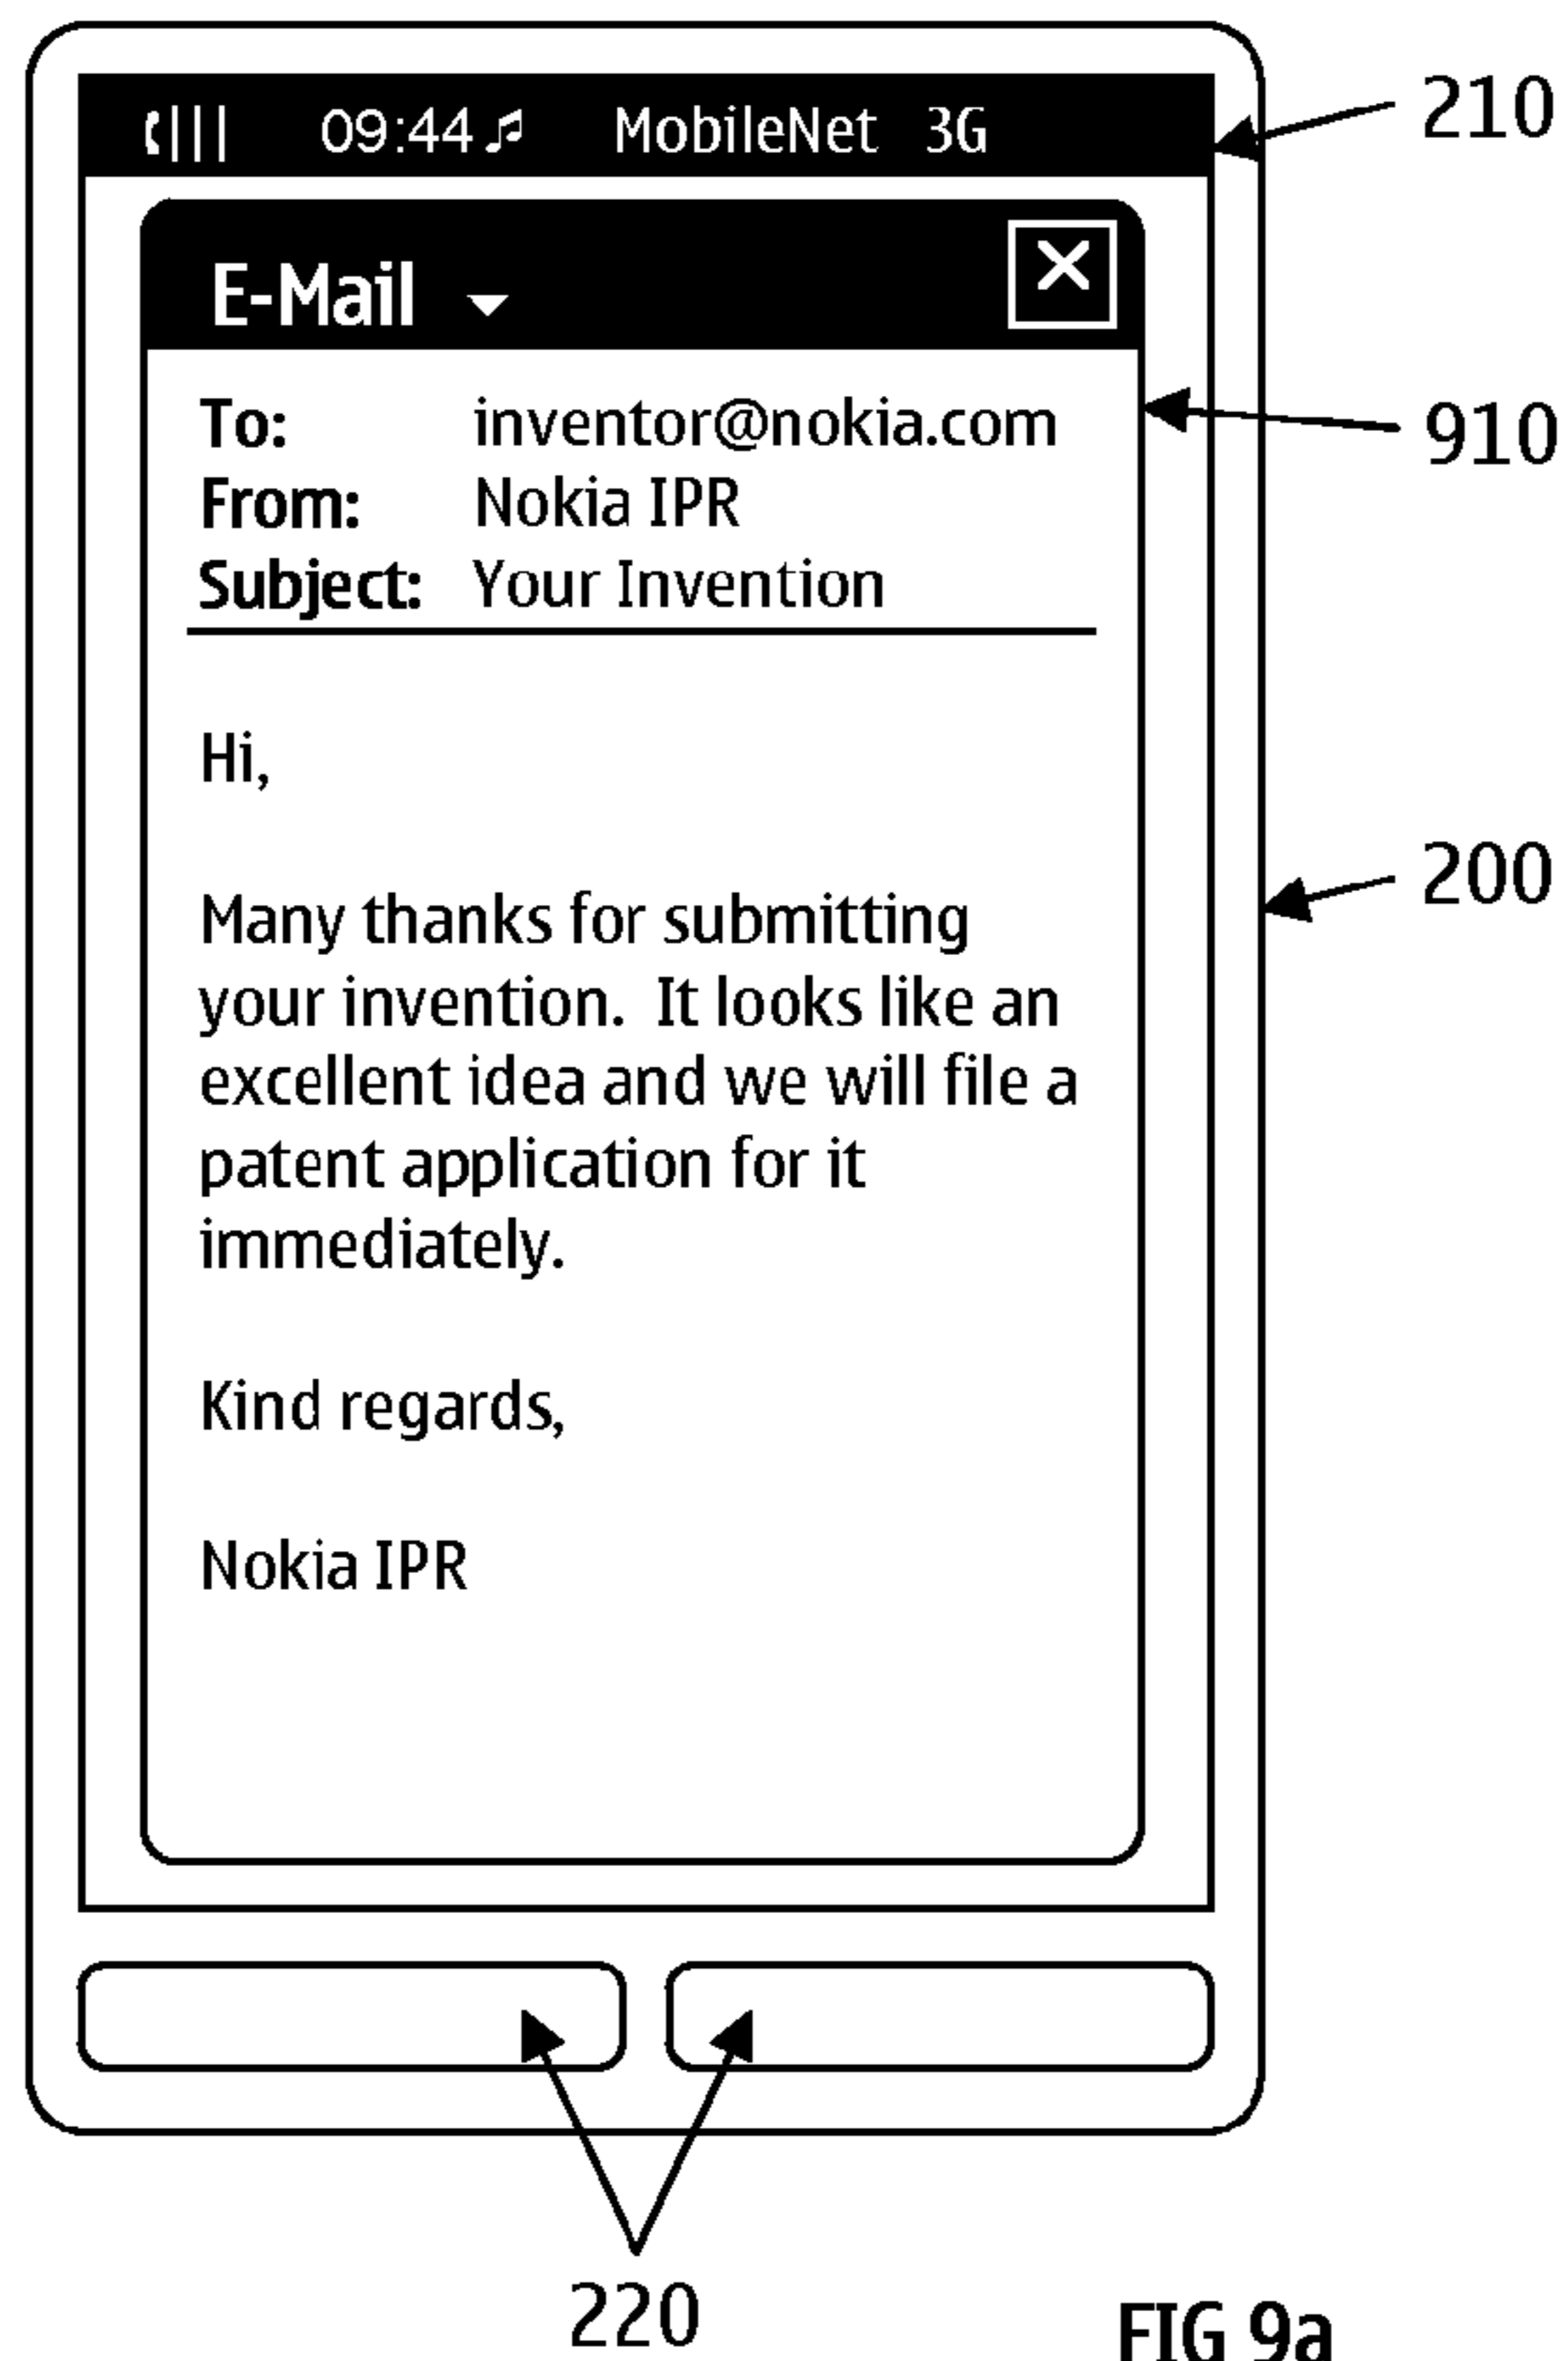 09:44 MobileNet 3G
210
E-Mail
To: inventor@nokia.com
910
From: Nokia IPR
Subject: Your Invention
Hi,
200
Many thanks for submitting
your invention. It looks like an
excellent idea and we will file a
patent application for it
immediately.
Kind regards,
Nokia IPR
220
FIG 9a